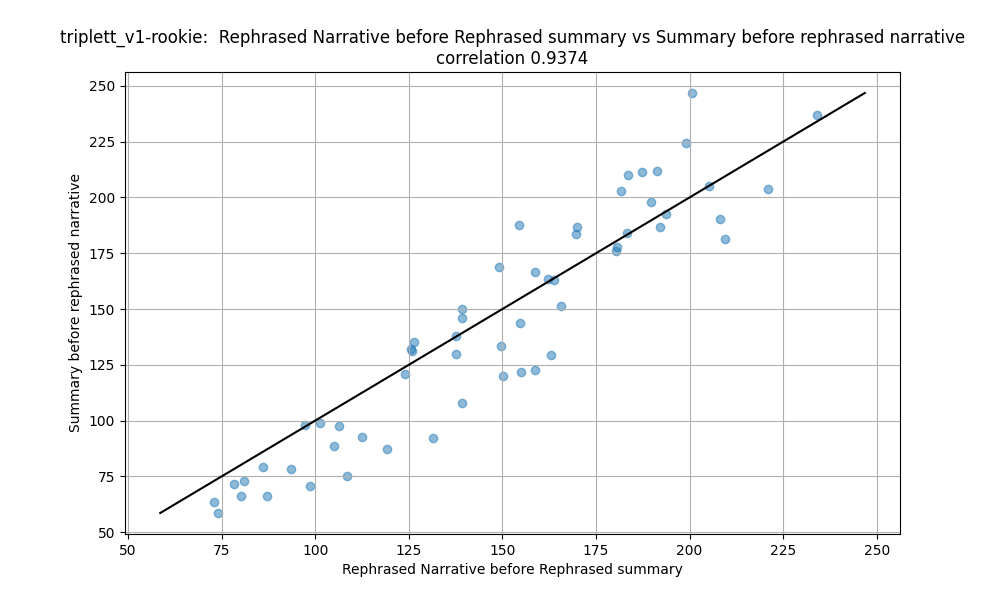 triplett_v1-rookie:  Rephrased Narrative before Rephrased summary vs Summary before rephrased narrative
correlation 0.9374
Summary before rephrased narrative
250
225
200
175
150
125
100
75
50
50 75 100 125 150 175 200 225 250
Rephrased Narrative before Rephrased summary